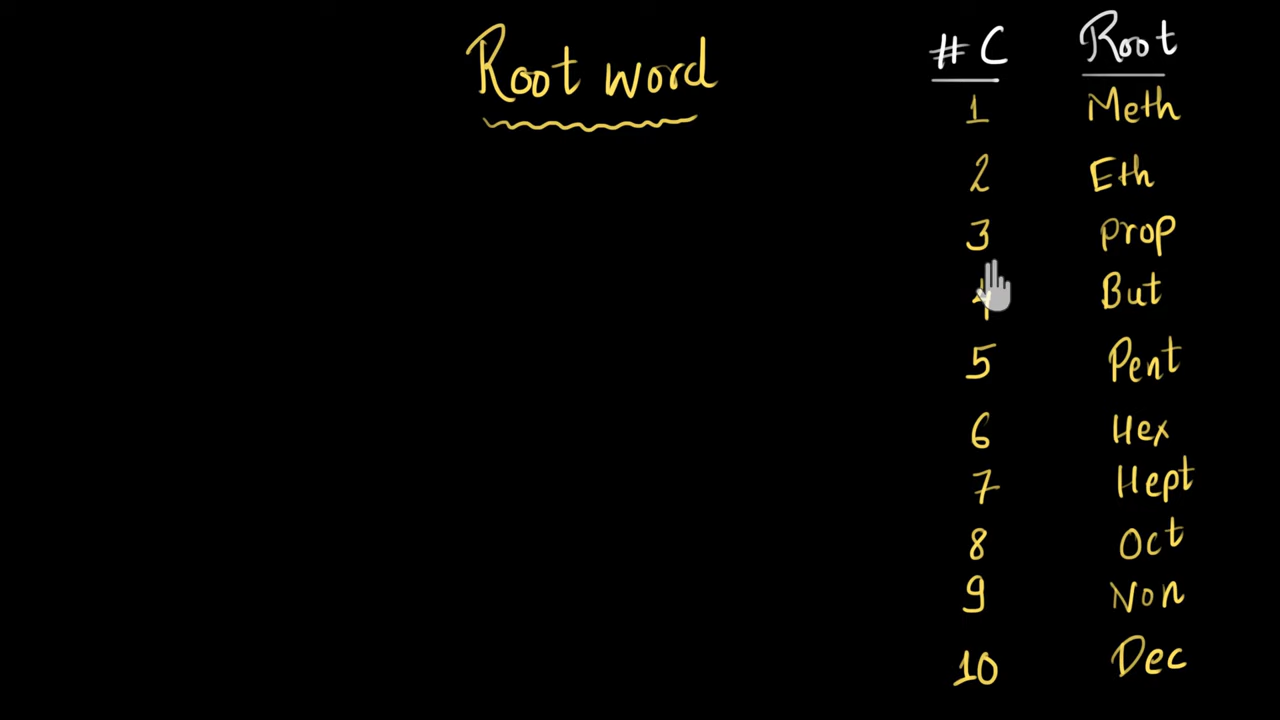 Root word
# C Root
1 Meth
2 Eth
3 Prop
4 But
5 Pent
6 Hex
7 Hept
8 Oct
9 Non
10 Dec